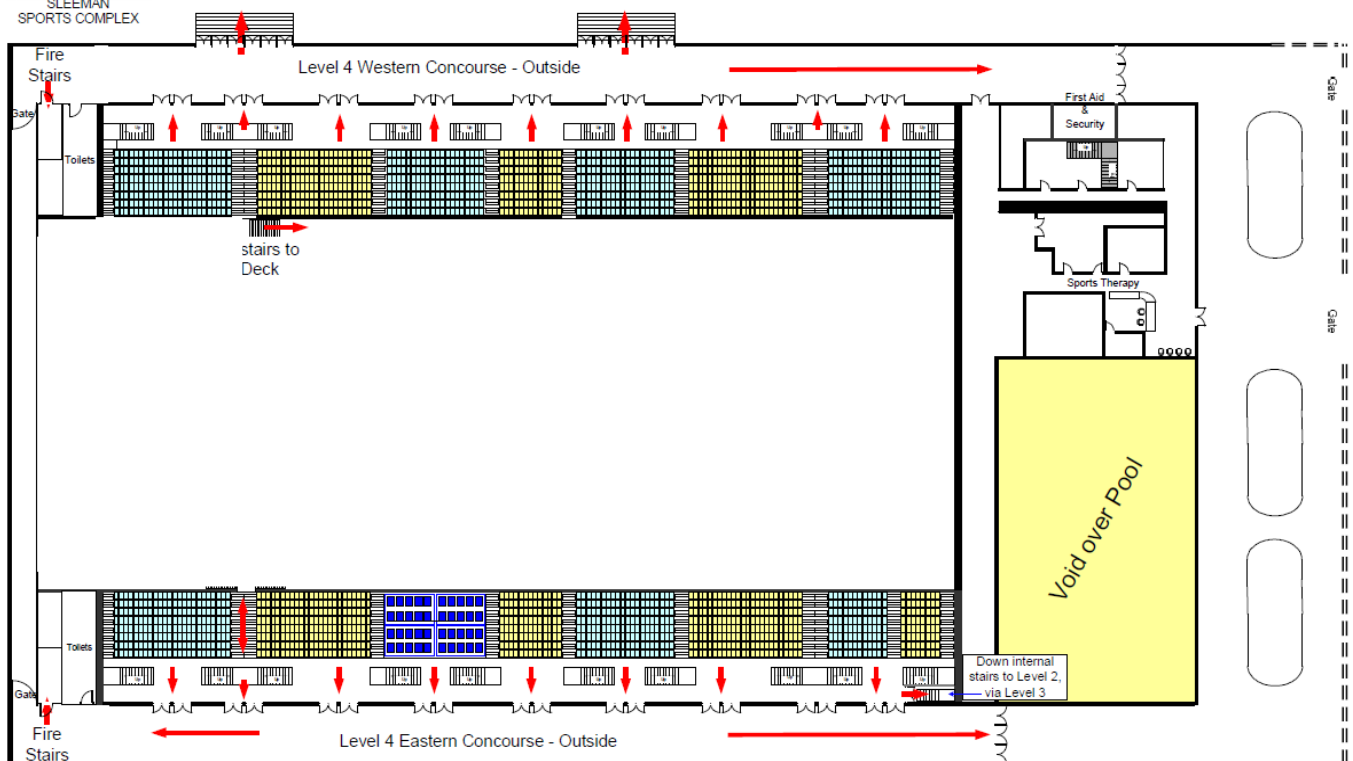 SLEEMAN
SPORTS COMPLEX
Fire
Stairs
Level 4 Western Concourse - Outside
Gate
First Aid
&
Security
Gate
Toilets
stairs to
Deck
Sports Therapy
Gate
Void over Pool
Toilets
Gate
Down internal
stairs to Level 2,
via Level 3
Fire
Stairs
Level 4 Eastern Concourse - Outside